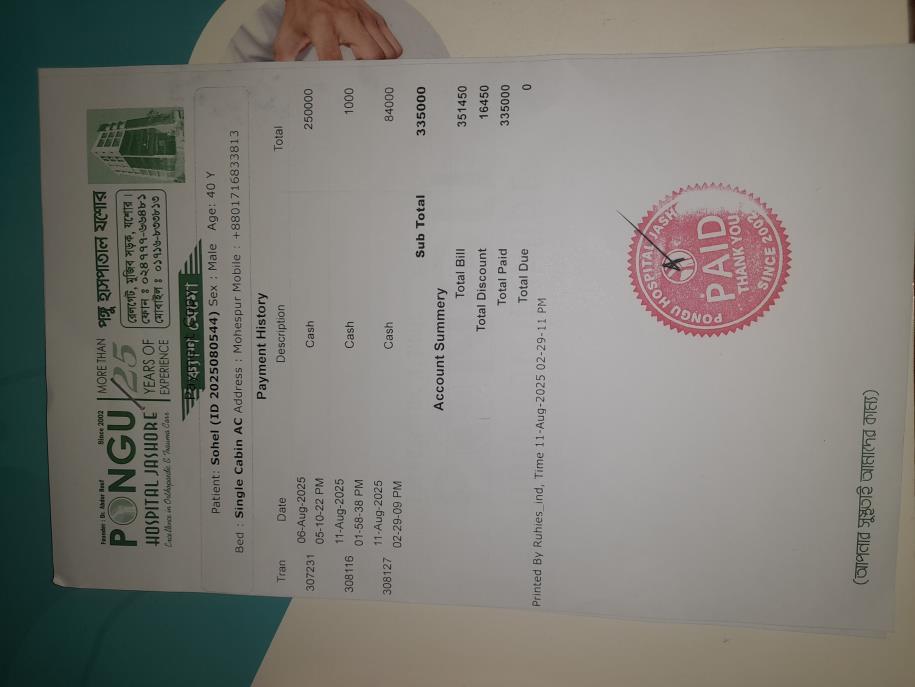 Founder : Dr. Abdur Rouf
Since 2002
PONGU
HOSPITAL JASHORE
Excellence in Orthopaedic & Trauma Care
MORE THAN
25
YEARS OF
EXPERIENCE
পঙ্গু হাসপাতাল যশোর
রেলগেট, মুজিব সড়ক, যশোর।
ফোন : ০২৪৭৭৭-৬৬৪৮১
মোবাইল : ০১৭১৬-৮৩৩৮১৩
ক্যাশ মেমো
Patient: Sohel (ID 2025080544) Sex : Male Age: 40 Y
Bed : Single Cabin AC Address : Mohespur Mobile : +8801716833813
Payment History
Tran Date Description Total
307231 06-Aug-2025 05-10-22 PM Cash 250000
308116 11-Aug-2025 01-58-38 PM Cash 1000
308127 11-Aug-2025 02-29-09 PM Cash 84000
Sub Total 335000
Account Summery
Total Bill 351450
Total Discount 16450
Total Paid 335000
Total Due 0
Printed By Ruhies_ind, Time 11-Aug-2025 02-29-11 PM
PONGU HOSPITAL JASH
PAID
THANK YOU
SINCE 2002
(আপনার সুস্থতাই আমাদের কাম্য)